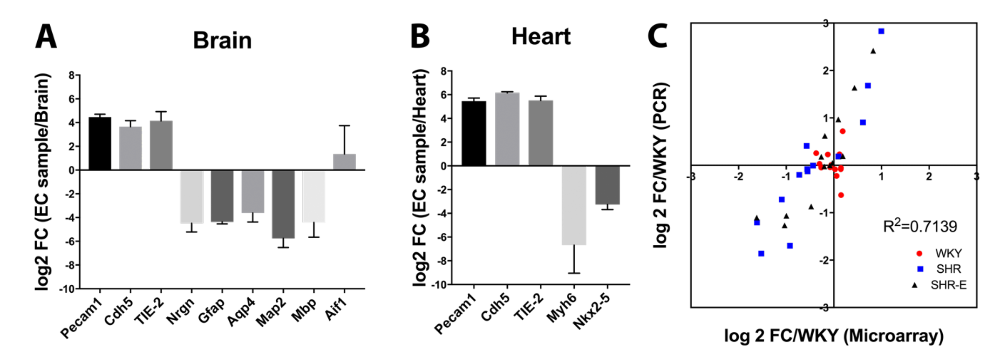 A
Brain
log2 FC (EC sample/Brain)
8
6
4
2
0
-2
-4
-6
-8
-10
Pecam1
Cdh5
TIE-2
Nrgn
Gfap
Aqp4
Map2
Mbp
Aif1
B
Heart
log2 FC (EC sample/Heart)
8
6
4
2
0
-2
-4
-6
-8
-10
Pecam1
Cdh5
TIE-2
Myh6
Nkx2-5
C
log 2 FC/WKY (PCR)
3
2
1
-1
-2
-3
-3 -2 -1 1 2 3
R²=0.7139
WKY
SHR
SHR-E
log 2 FC/WKY (Microarray)